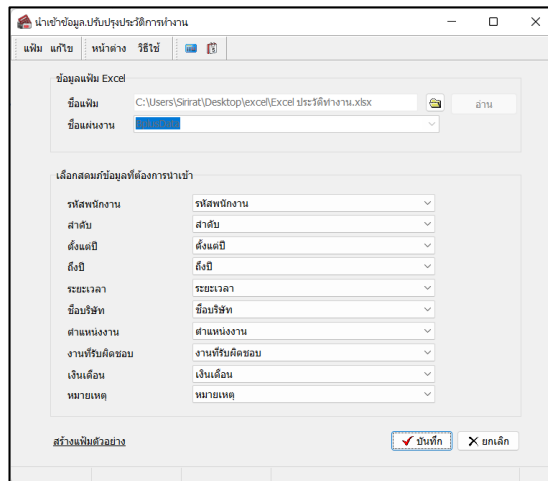 นำเข้าข้อมูล.ปรับปรุงประวัติการทำงาน
แฟ้ม แก้ไข หน้าต่าง วิธีใช้
ข้อมูลแฟ้ม Excel
ชื่อแฟ้ม C:\Users\Sirirat\Desktop\excel\Excel ประวัติทำงาน.xlsx อ่าน
ชื่อแผ่นงาน
เลือกสดมภ์ข้อมูลที่ต้องการนำเข้า
รหัสพนักงาน รหัสพนักงาน
ลำดับ ลำดับ
ตั้งแต่ปี ตั้งแต่ปี
ถึงปี ถึงปี
ระยะเวลา ระยะเวลา
ชื่อบริษัท ชื่อบริษัท
ตำแหน่งงาน ตำแหน่งงาน
งานที่รับผิดชอบ งานที่รับผิดชอบ
เงินเดือน เงินเดือน
หมายเหตุ หมายเหตุ
สร้างแฟ้มตัวอย่าง บันทึก ยกเลิก